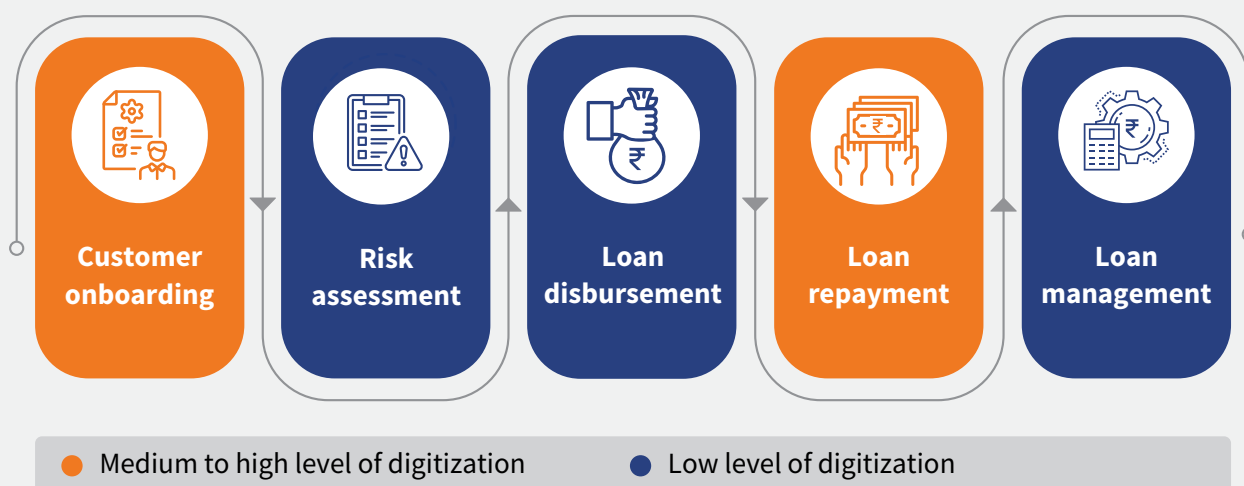 Customer
onboarding
Risk
assessment
₹
Loan
disbursement
₹
Loan
repayment
₹
Loan
management
Medium to high level of digitization
Low level of digitization